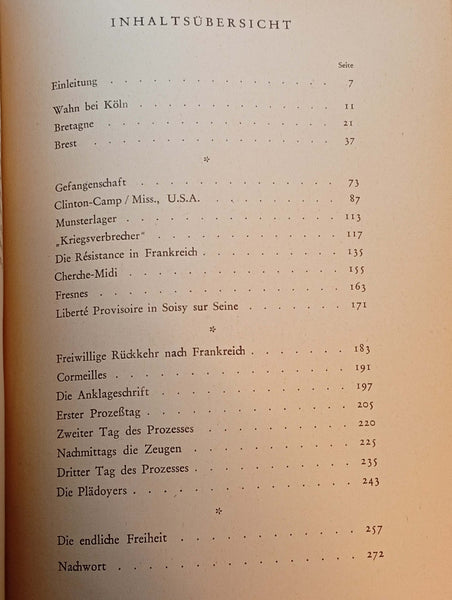 INHALTSÜBERSICHT
Seite
Einleitung . . . . . . . . . . . . 7
Wahn bei Köln . . . . . . . . . . 11
Bretagne . . . . . . . . . . . . 21
Brest . . . . . . . . . . . . . 37
*
Gefangenschaft . . . . . . . . . . 73
Clinton-Camp / Miss., U.S.A. . . . . . . . 87
Munsterlager . . . . . . . . . . . 113
„Kriegsverbrecher“ . . . . . . . . . . 117
Die Résistance in Frankreich . . . . . . . . 135
Cherche-Midi . . . . . . . . . . . 155
Fresnes . . . . . . . . . . . . . 163
Liberté Provisoire in Soisy sur Seine . . . . . . 171
*
Freiwillige Rückkehr nach Frankreich . . . . . . 183
Cormeilles . . . . . . . . . . . . 191
Die Anklageschrift . . . . . . . . . . 197
Erster Prozeßtag . . . . . . . . . . 205
Zweiter Tag des Prozesses . . . . . . . . 220
Nachmittags die Zeugen . . . . . . . . . 225
Dritter Tag des Prozesses . . . . . . . . . 235
Die Plädoyers . . . . . . . . . . . 243
*
Die endliche Freiheit . . . . . . . . . . 257
Nachwort . . . . . . . . . . . . 272